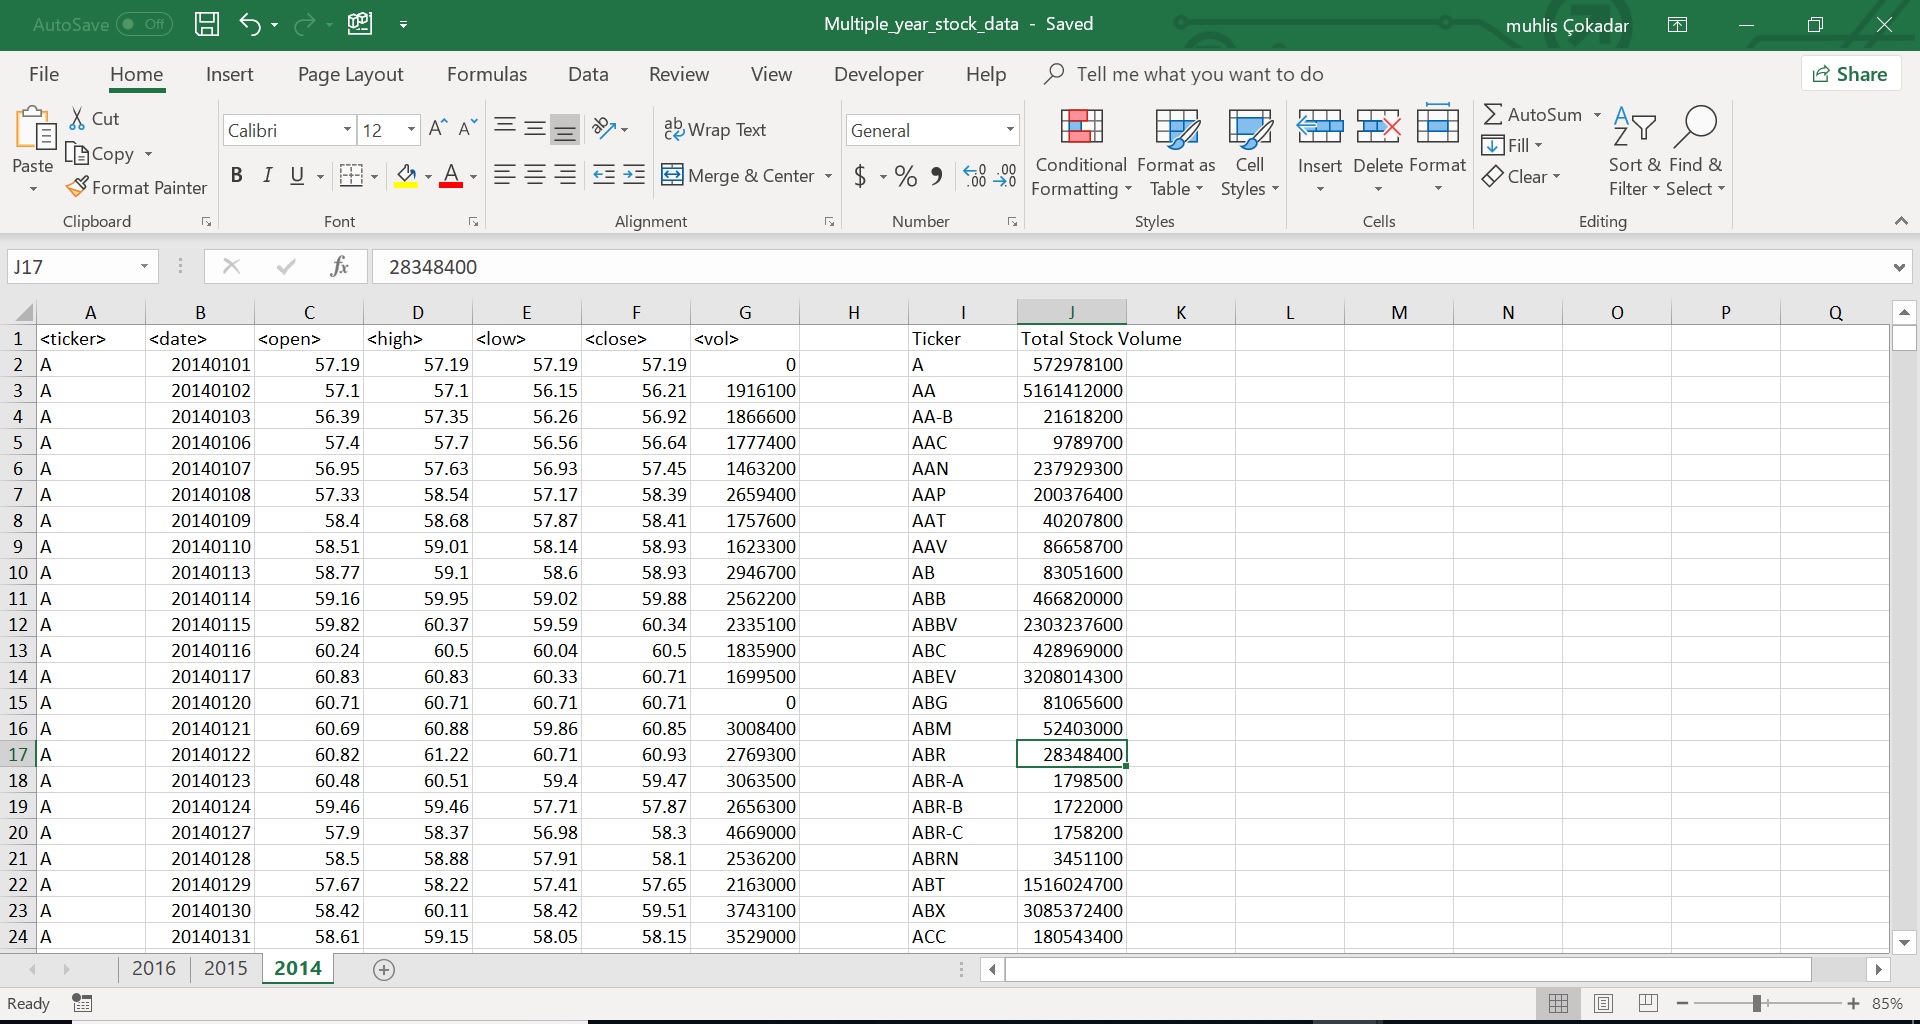 AutoSave Off Multiple_year_stock_data - Saved muhlis Çokadar
File Home Insert Page Layout Formulas Data Review View Developer Help Tell me what you want to do Share
Paste Cut Copy Format Painter Clipboard
Calibri 12 A A B I U A Font
ab Wrap Text Merge & Center Alignment
General $ % , .00 .00 Number
Conditional Formatting Format as Table Cell Styles Styles
Insert Delete Format Cells
AutoSum Fill Clear Sort & Filter Find & Select Editing
J17 fx 28348400
A B C D E F G H I J K L M N O P Q
1 <ticker> <date> <open> <high> <low> <close> <vol> Ticker Total Stock Volume
2 A 20140101 57.19 57.19 57.19 57.19 0 A 572978100
3 A 20140102 57.1 57.1 56.15 56.21 1916100 AA 5161412000
4 A 20140103 56.39 57.35 56.26 56.92 1866600 AA-B 21618200
5 A 20140106 57.4 57.7 56.56 56.64 1777400 AAC 9789700
6 A 20140107 56.95 57.63 56.93 57.45 1463200 AAN 237929300
7 A 20140108 57.33 58.54 57.17 58.39 2659400 AAP 200376400
8 A 20140109 58.4 58.68 57.87 58.41 1757600 AAT 40207800
9 A 20140110 58.51 59.01 58.14 58.93 1623300 AAV 86658700
10 A 20140113 58.77 59.1 58.6 58.93 2946700 AB 83051600
11 A 20140114 59.16 59.95 59.02 59.88 2562200 ABB 466820000
12 A 20140115 59.82 60.37 59.59 60.34 2335100 ABBV 2303237600
13 A 20140116 60.24 60.5 60.04 60.5 1835900 ABC 428969000
14 A 20140117 60.83 60.83 60.33 60.71 1699500 ABEV 3208014300
15 A 20140120 60.71 60.71 60.71 60.71 0 ABG 81065600
16 A 20140121 60.69 60.88 59.86 60.85 3008400 ABM 52403000
17 A 20140122 60.82 61.22 60.71 60.93 2769300 ABR 28348400
18 A 20140123 60.48 60.51 59.4 59.47 3063500 ABR-A 1798500
19 A 20140124 59.46 59.46 57.71 57.87 2656300 ABR-B 1722000
20 A 20140127 57.9 58.37 56.98 58.3 4669000 ABR-C 1758200
21 A 20140128 58.5 58.88 57.91 58.1 2536200 ABRN 3451100
22 A 20140129 57.67 58.22 57.41 57.65 2163000 ABT 1516024700
23 A 20140130 58.42 60.11 58.42 59.51 3743100 ABX 3085372400
24 A 20140131 58.61 59.15 58.05 58.15 3529000 ACC 180543400
2016 2015 2014
Ready 85%